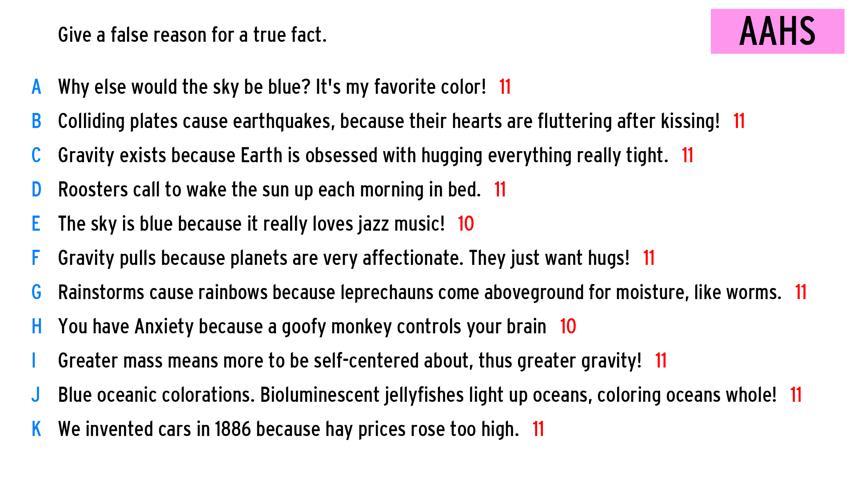 Give a false reason for a true fact.
AAHS
A Why else would the sky be blue? It's my favorite color! 11
B Colliding plates cause earthquakes, because their hearts are fluttering after kissing! 11
C Gravity exists because Earth is obsessed with hugging everything really tight. 11
D Roosters call to wake the sun up each morning in bed. 11
E The sky is blue because it really loves jazz music! 10
F Gravity pulls because planets are very affectionate. They just want hugs! 11
G Rainstorms cause rainbows because leprechauns come aboveground for moisture, like worms. 11
H You have Anxiety because a goofy monkey controls your brain 10
I Greater mass means more to be self-centered about, thus greater gravity! 11
J Blue oceanic colorations. Bioluminescent jellyfishes light up oceans, coloring oceans whole! 11
K We invented cars in 1886 because hay prices rose too high. 11